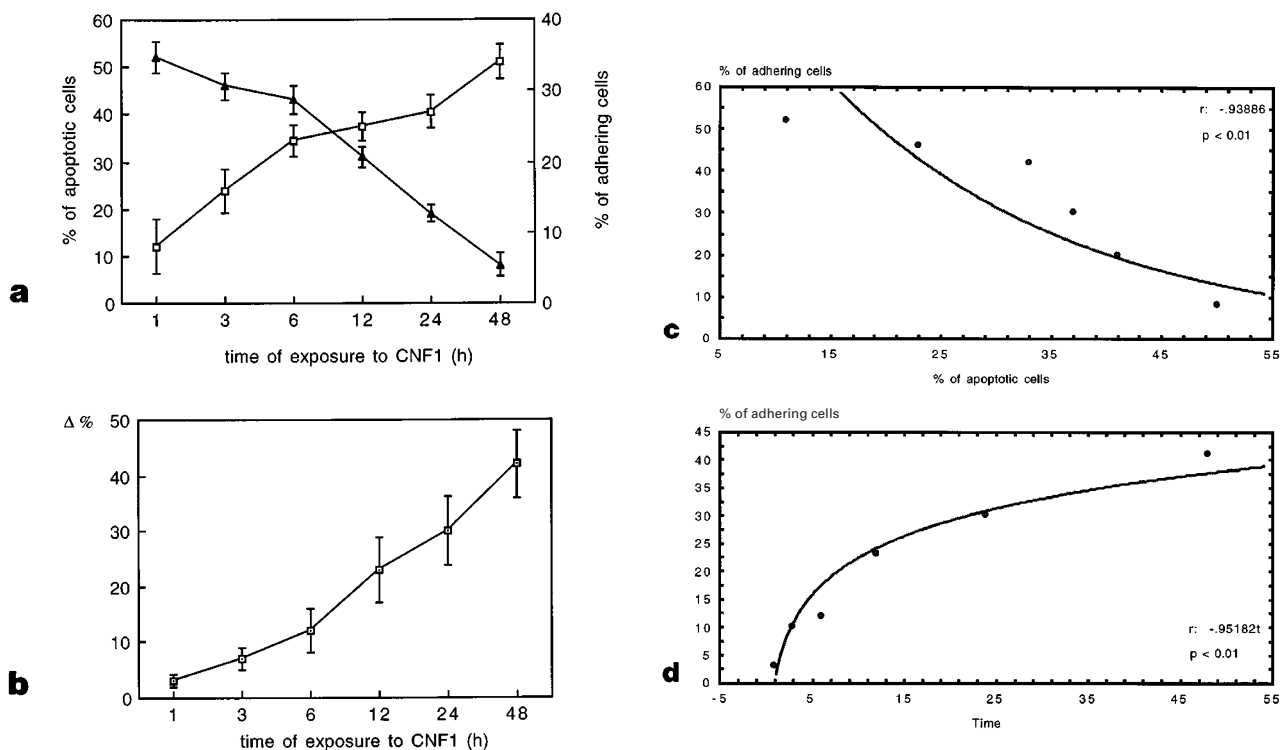 60
50
40
30
20
10
0
% of apoptotic cells
40
30
20
10
0
% of adhering cells
1 3 6 12 24 48
time of exposure to CNF1 (h)
a
Δ %
50
40
30
20
10
0
1 3 6 12 24 48
time of exposure to CNF1 (h)
b
% of adhering cells
60
50
40
30
20
10
0
r: -.93886
p < 0.01
5 15 25 35 45 55
% of apoptotic cells
c
% of adhering cells
45
40
35
30
25
20
15
10
5
0
r: -.95182t
p < 0.01
-5 5 15 25 35 45 55
Time
d